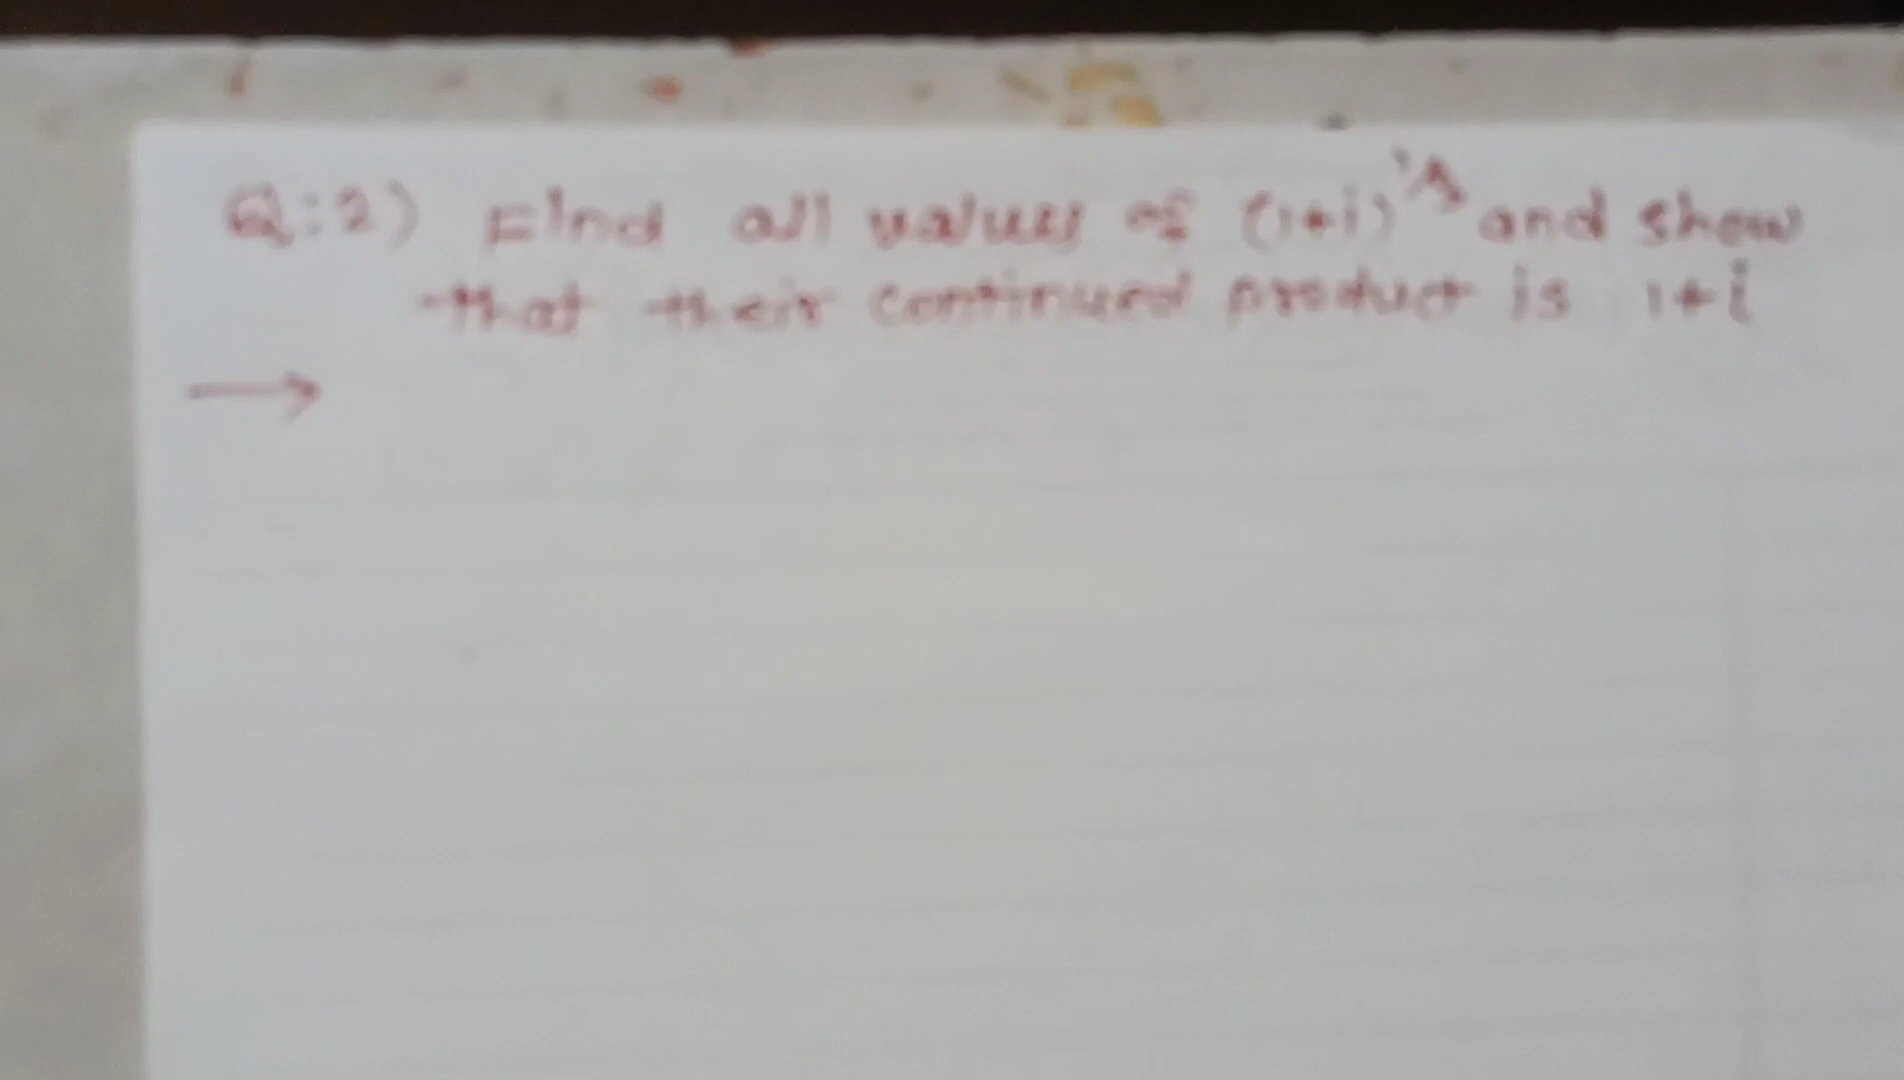 Q:2) Find all values of (1+i)^1/3 and show
that their continued product is 1+i
→